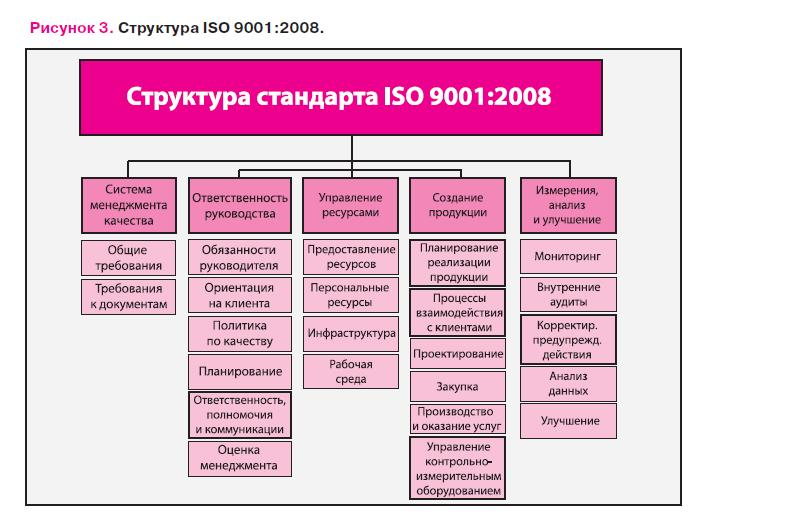 Рисунок 3. Структура ISO 9001:2008.
Структура стандарта ISO 9001:2008
Система
менеджмента
качества
Общие
требования
Требования
к документам
Ответственность
руководства
Обязанности
руководителя
Ориентация
на клиента
Политика
по качеству
Планирование
Ответственность,
полномочия
и коммуникации
Оценка
менеджмента
Управление
ресурсами
Предоставление
ресурсов
Персональные
ресурсы
Инфраструктура
Рабочая
среда
Создание
продукции
Планирование
реализации
продукции
Процессы
взаимодействия
с клиентами
Проектирование
Закупка
Производство
и оказание услуг
Управление
контрольно-
измерительным
оборудованием
Измерения,
анализ
и улучшение
Мониторинг
Внутренние
аудиты
Корректир.
предупрежд.
действия
Анализ
данных
Улучшение